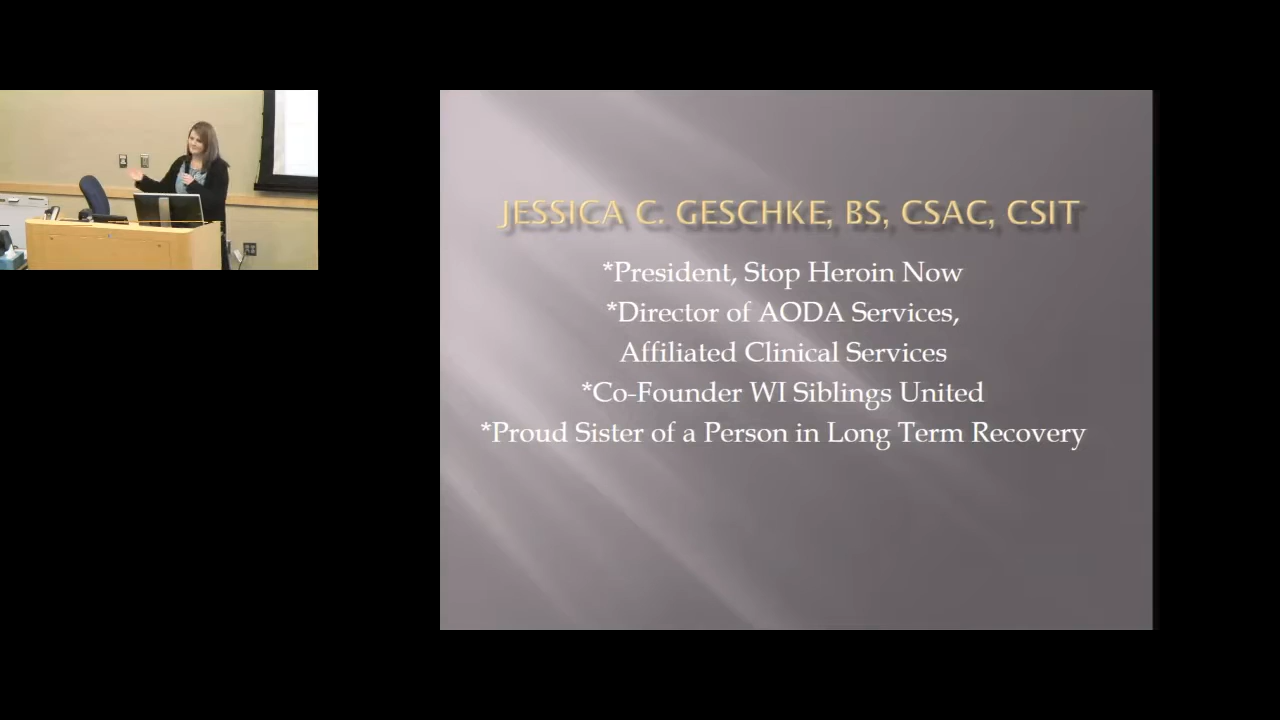 JESSICA C. GESCHKE, BS, CSAC, CSIT
*President, Stop Heroin Now
*Director of AODA Services,
Affiliated Clinical Services
*Co-Founder WI Siblings United
*Proud Sister of a Person in Long Term Recovery